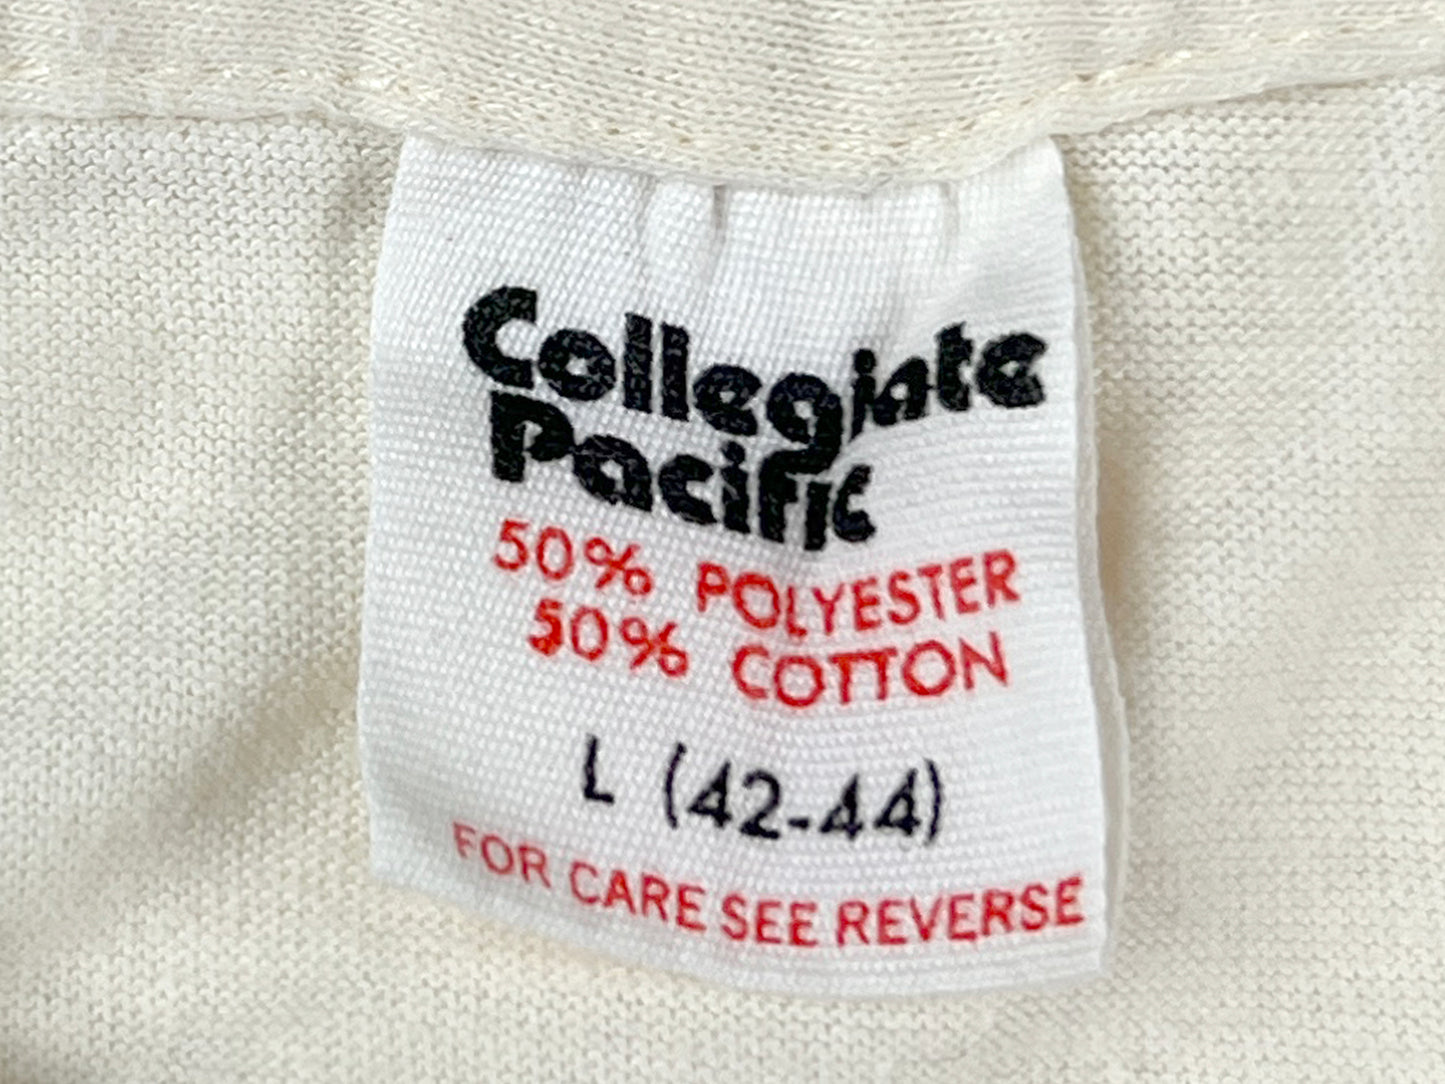 Collegiate
Pacific
50% POLYESTER
50% COTTON
L (42-44)
FOR CARE SEE REVERSE